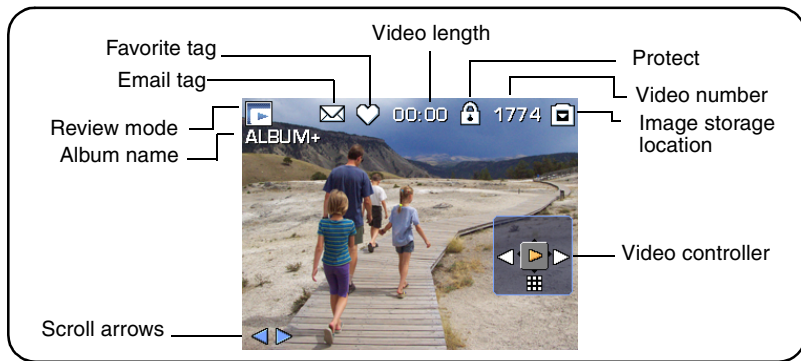 Video length
Favorite tag
Protect
Email tag
Video number
00:00
1774
Review mode
Image storage
location
ALBUM+
Album name
Video controller
Scroll arrows